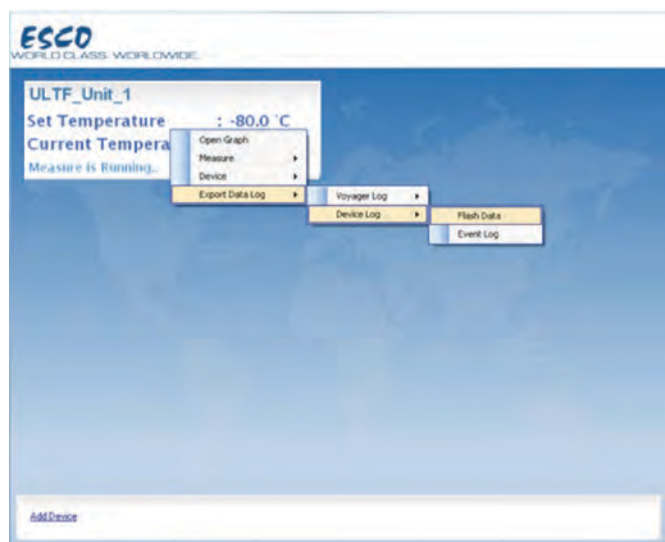 ESCO
WORLD CLASS. WORLDWIDE.
ULTF_Unit_1
Set Temperature : -80.0 °C
Current Tempera
Measure is Running..
Open Graph
Measure
Device
Export Data Log
Voyager Log
Device Log
Flash Data
Event Log
Add Device